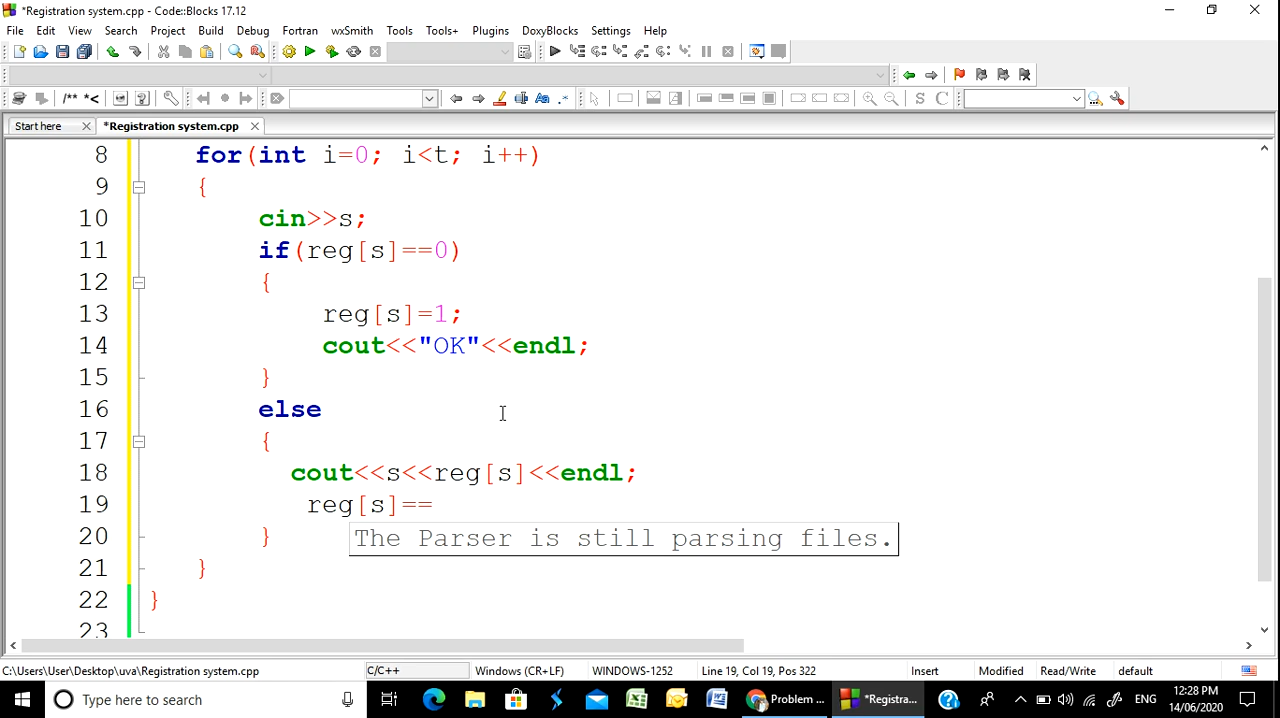 *Registration system.cpp - Code::Blocks 17.12
File Edit View Search Project Build Debug Fortran wxSmith Tools Tools+ Plugins DoxyBlocks Settings Help
/** *<
Aa .*
S C
Start here *Registration system.cpp
8 for(int i=0; i<t; i++)
9 {
10 cin>>s;
11 if(reg[s]==0)
12 {
13 reg[s]=1;
14 cout<<"OK"<<endl;
15 }
16 else
17 {
18 cout<<s<<reg[s]<<endl;
19 reg[s]==
20 }
The Parser is still parsing files.
21 }
22 }
23
C:\Users\User\Desktop\uva\Registration system.cpp C/C++ Windows (CR+LF) WINDOWS-1252 Line 19, Col 19, Pos 322 Insert Modified Read/Write default
Type here to search Problem ... *Registra... ENG 12:28 PM
14/06/2020